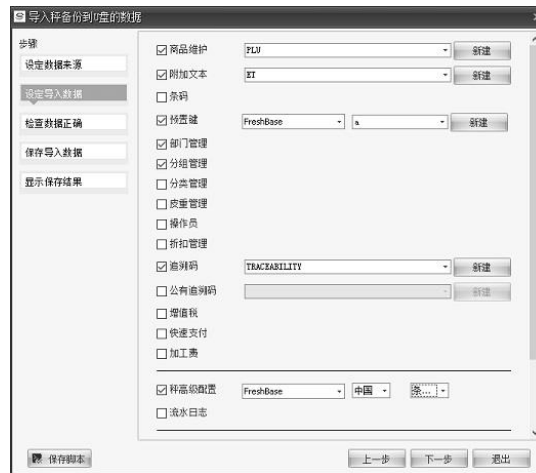 导入秤备份到U盘的数据
步骤
设定数据来源
设定导入数据
检查数据正确
保存导入数据
显示保存结果
商品维护 PLU 新建
附加文本 ET 新建
条码
预置键 FreshBase a 新建
部门管理
分组管理
分类管理
皮重管理
操作员
折扣管理
追溯码 TRACEABILITY 新建
公有追溯码 新建
增值税
快速支付
加工素
秤高级配置 FreshBase 中国 条...
流水日志
保存脚本 上一步 下一步 退出